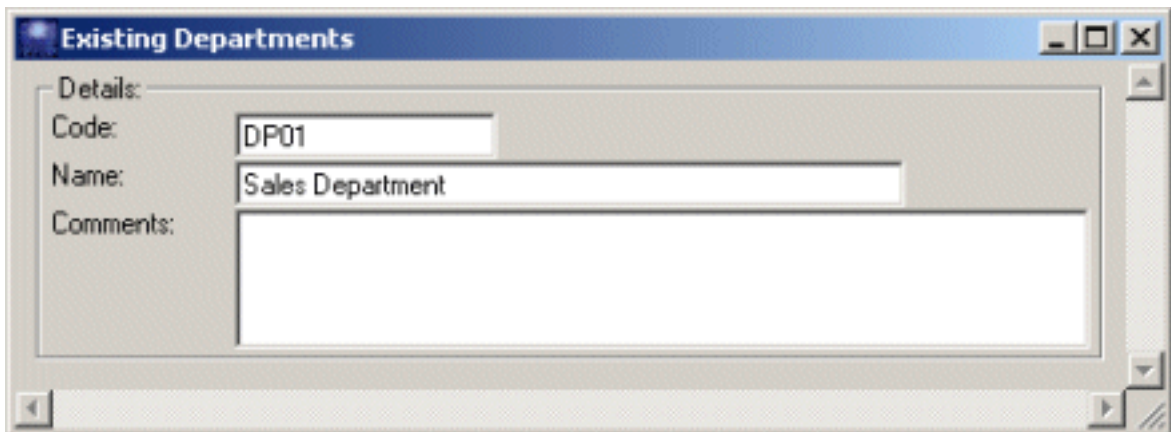 Existing Departments
Details:
Code: DP01
Name: Sales Department
Comments: